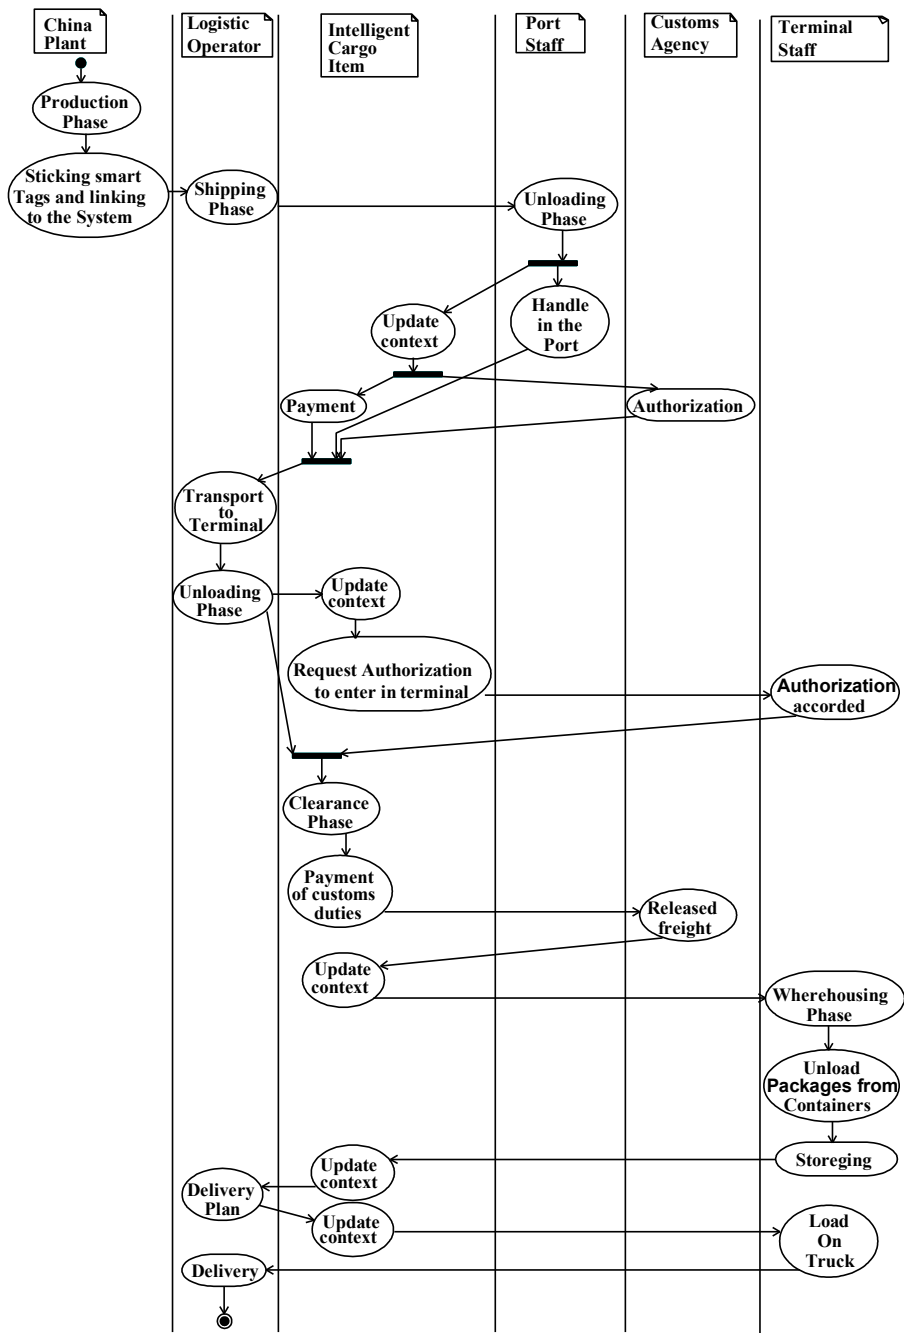 China
Plant
Logistic
Operator
Intelligent
Cargo
Item
Port
Staff
Customs
Agency
Terminal
Staff
Production
Phase
Sticking smart
Tags and linking
to the System
Shipping
Phase
Unloading
Phase
Update
context
Handle
in the
Port
Payment
Authorization
Transport
to
Terminal
Unloading
Phase
Update
context
Request Authorization
to enter in terminal
Authorization
accorded
Clearance
Phase
Payment
of customs
duties
Released
freight
Update
context
Wherehousing
Phase
Unload
Packages from
Containers
Storeging
Update
context
Delivery
Plan
Update
context
Load
On
Truck
Delivery